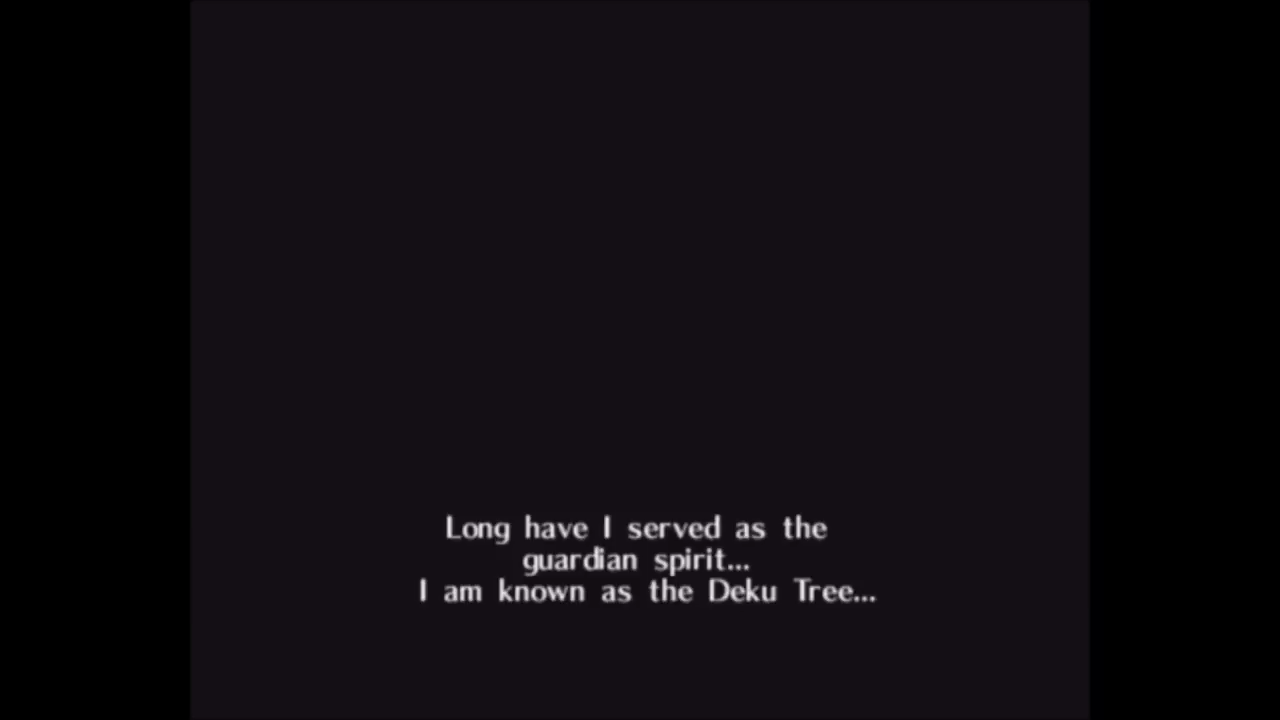 Long have I served as the
guardian spirit...
I am known as the Deku Tree...